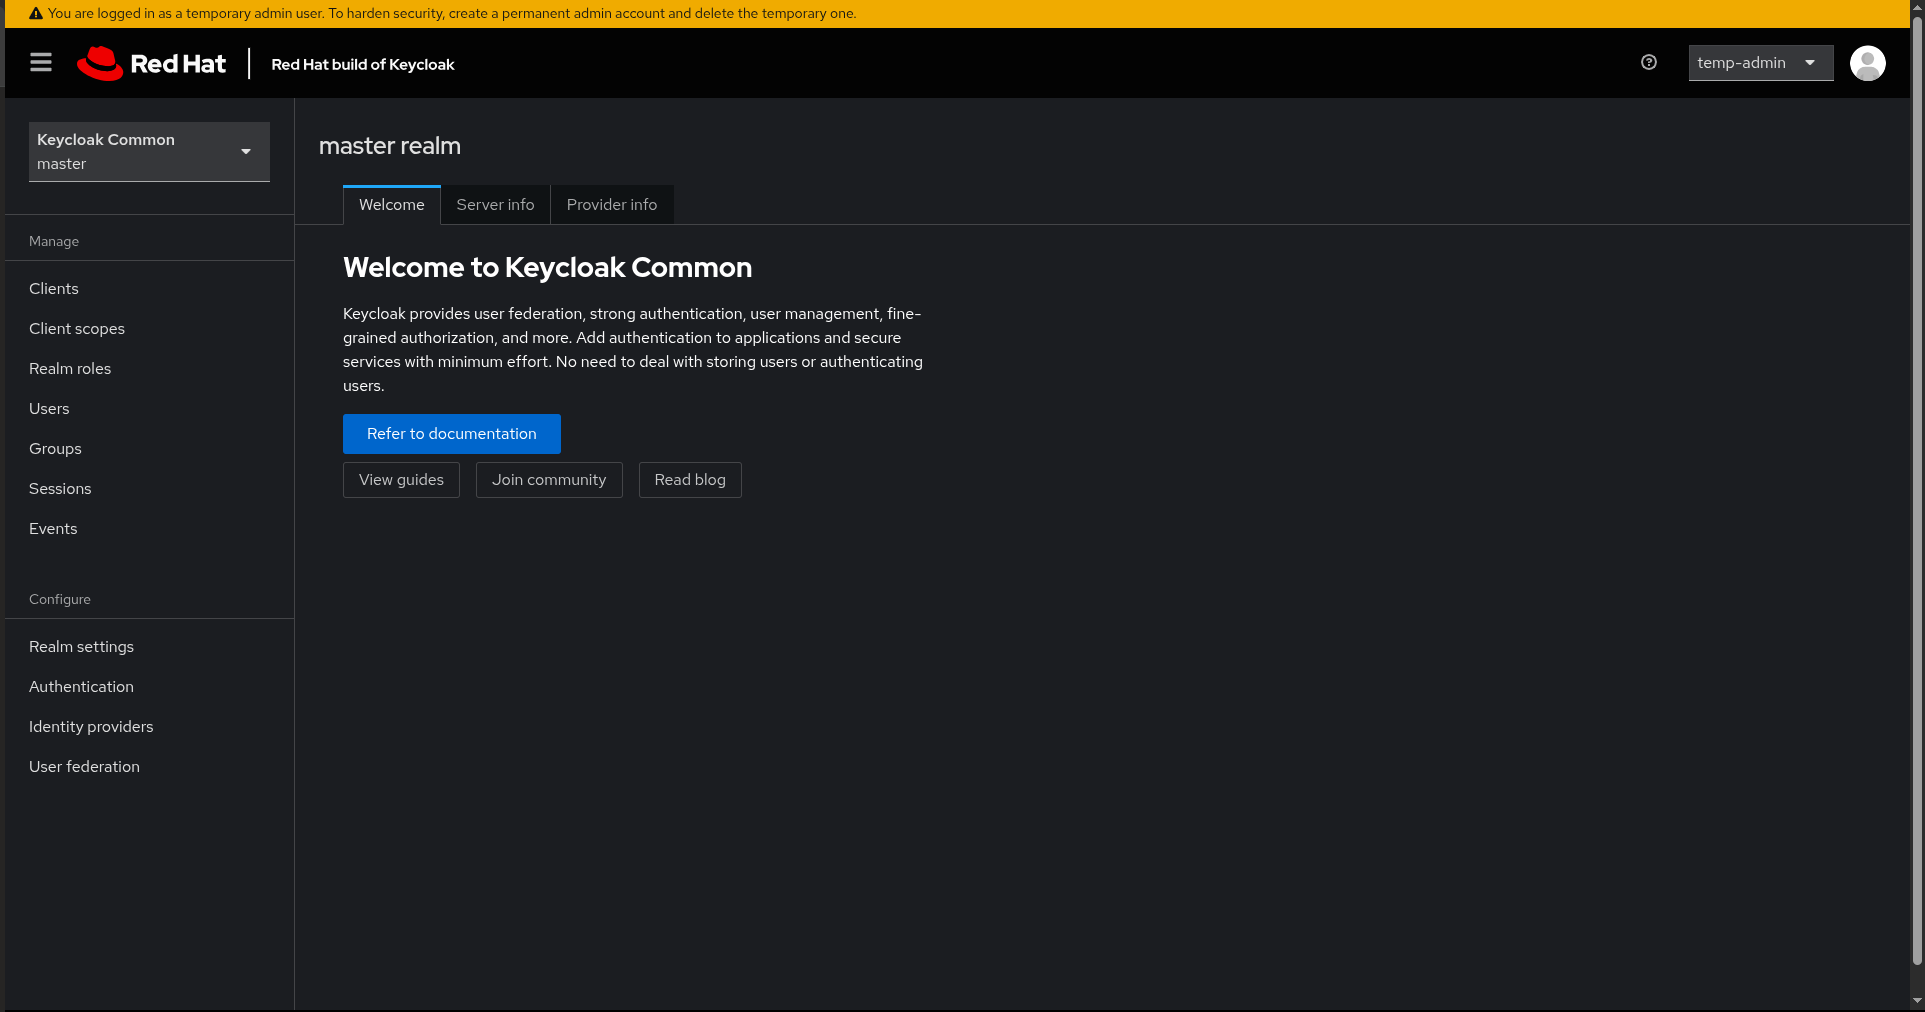 You are logged in as a temporary admin user. To harden security, create a permanent admin account and delete the temporary one.
Red Hat
Red Hat build of Keycloak
temp-admin
Keycloak Common
master
Manage
Clients
Client scopes
Realm roles
Users
Groups
Sessions
Events
Configure
Realm settings
Authentication
Identity providers
User federation
master realm
Welcome
Server info
Provider info
Welcome to Keycloak Common
Keycloak provides user federation, strong authentication, user management, fine-
grained authorization, and more. Add authentication to applications and secure
services with minimum effort. No need to deal with storing users or authenticating
users.
Refer to documentation
View guides
Join community
Read blog